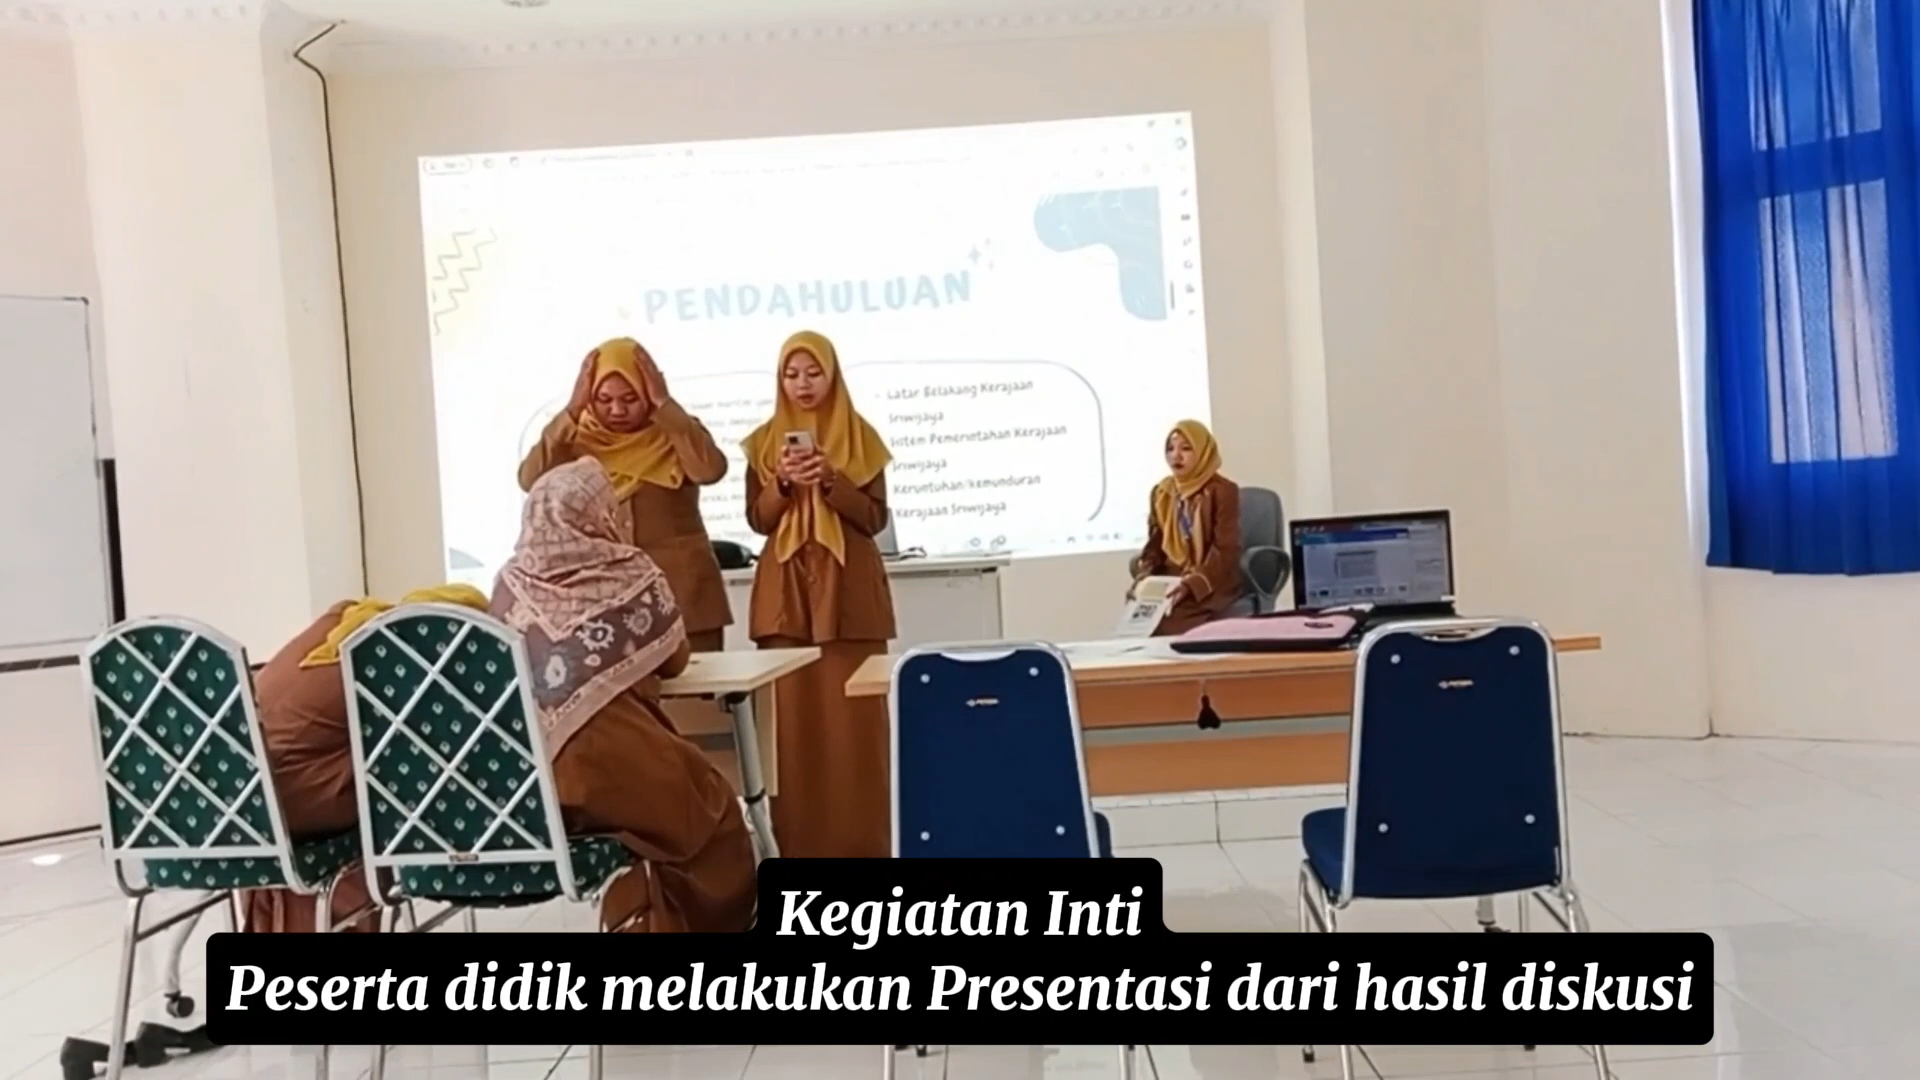 PENDAHULUAN
Latar Belakang Kerajaan
Sriwijaya
Sistem Pemerintahan Kerajaan
Sriwijaya
Keruntuhan/kemunduran
Kerajaan Sriwijaya
Kegiatan Inti
Peserta didik melakukan Presentasi dari hasil diskusi